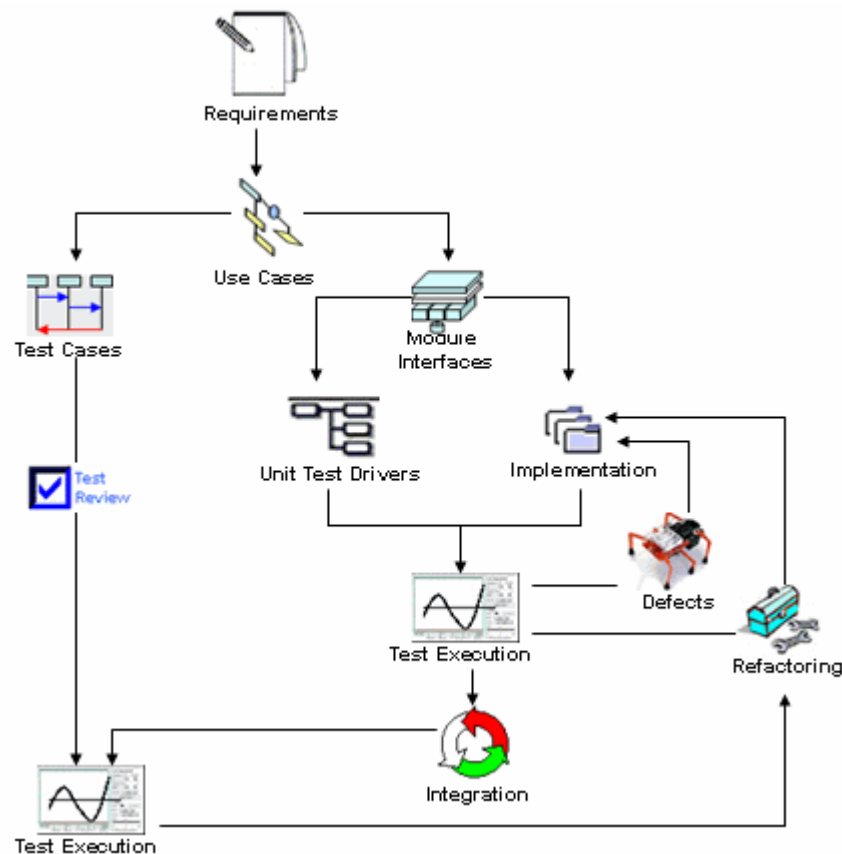 Requirements
Use Cases
Test Cases
Module
Interfaces
Unit Test Drivers
Implementation
Test
Review
Defects
Test Execution
Refactoring
Integration
Test Execution